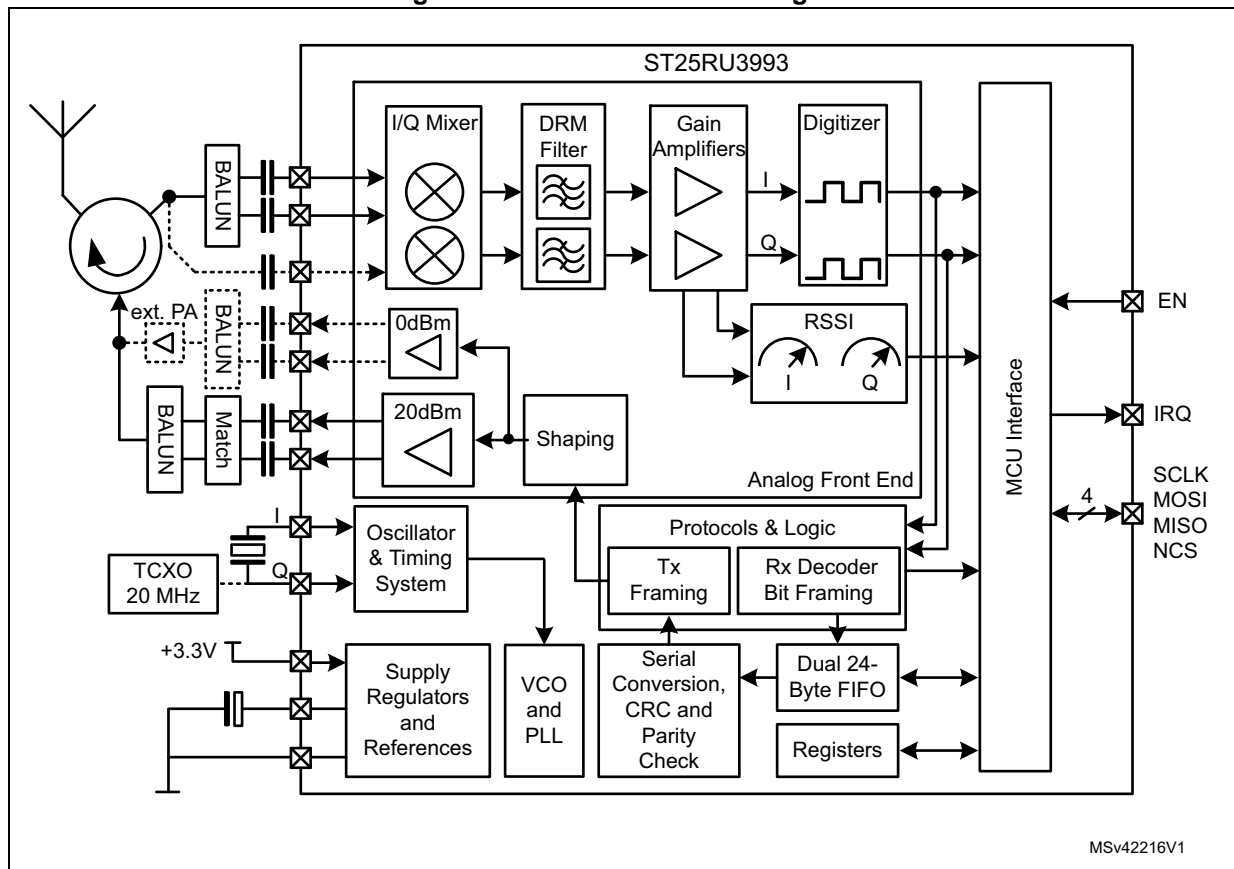 ST25RU3993
I/Q Mixer
DRM
Filter
Gain
Amplifiers
Digitizer
I
Q
BALUN
ext. PA
BALUN
0dBm
RSSI
I
Q
EN
BALUN
Match
20dBm
Shaping
Analog Front End
MCU Interface
IRQ
SCLK
MOSI
MISO
NCS
4
I
Q
TCXO
20 MHz
Oscillator
& Timing
System
Protocols & Logic
Tx
Framing
Rx Decoder
Bit Framing
+3.3V
Supply
Regulators
and
References
VCO
and
PLL
Serial
Conversion,
CRC and
Parity
Check
Dual 24-
Byte FIFO
Registers
MSv42216V1